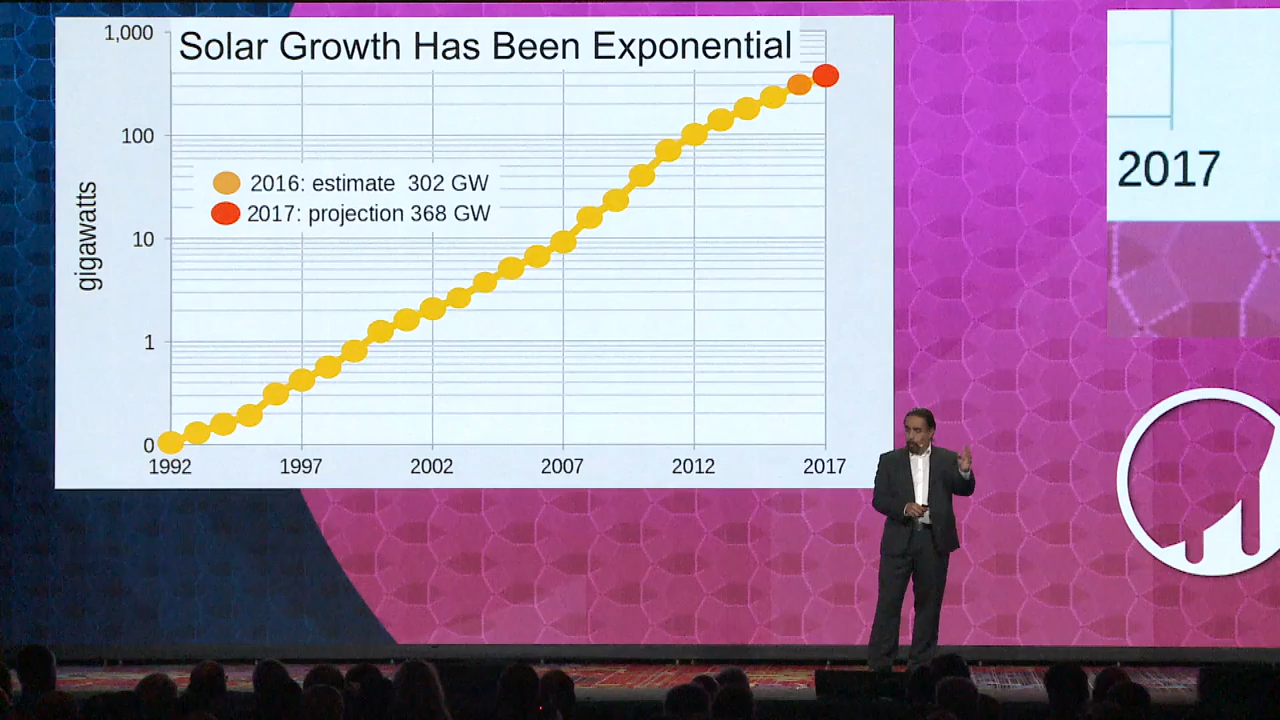 Solar Growth Has Been Exponential
1,000
100
10
1
0
gigawatts
2016: estimate 302 GW
2017: projection 368 GW
1992 1997 2002 2007 2012 2017
2017